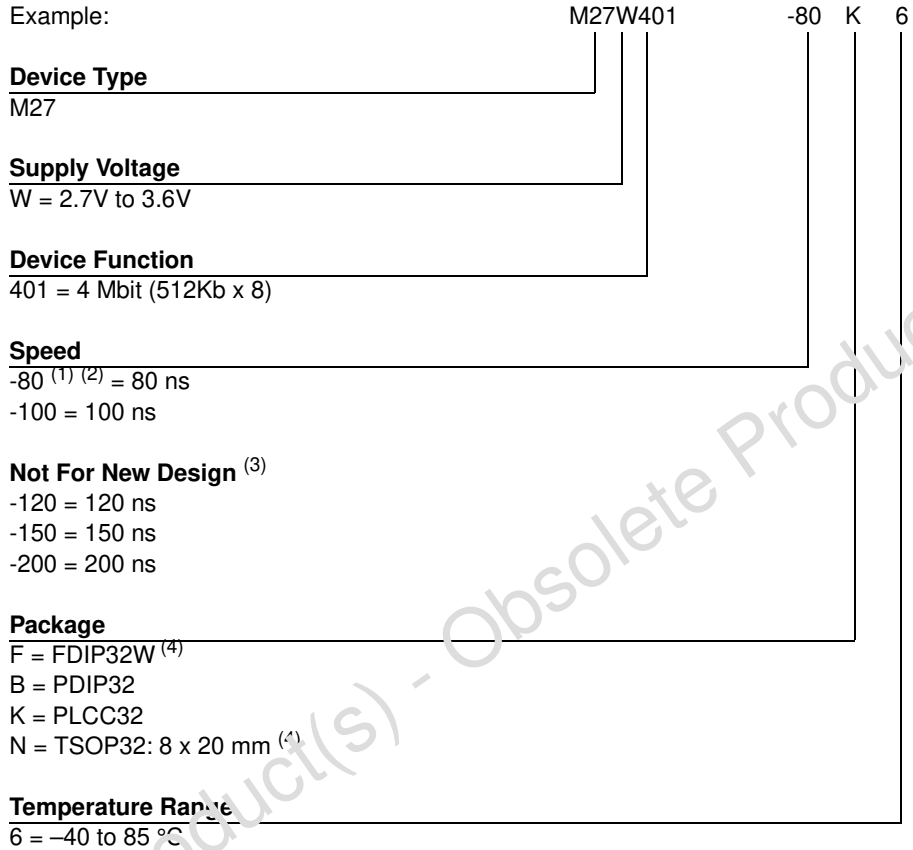 Example: M27W401 -80 K 6
Device Type
M27
Supply Voltage
W = 2.7V to 3.6V
Device Function
401 = 4 Mbit (512Kb x 8)
Speed
-80 (1) (2) = 80 ns
-100 = 100 ns
Not For New Design (3)
-120 = 120 ns
-150 = 150 ns
-200 = 200 ns
Package
F = FDIP32W (4)
B = PDIP32
K = PLCC32
N = TSOP32: 8 x 20 mm (4)
Temperature Range
6 = –40 to 85 °C
Product(s) - Obsolete Product